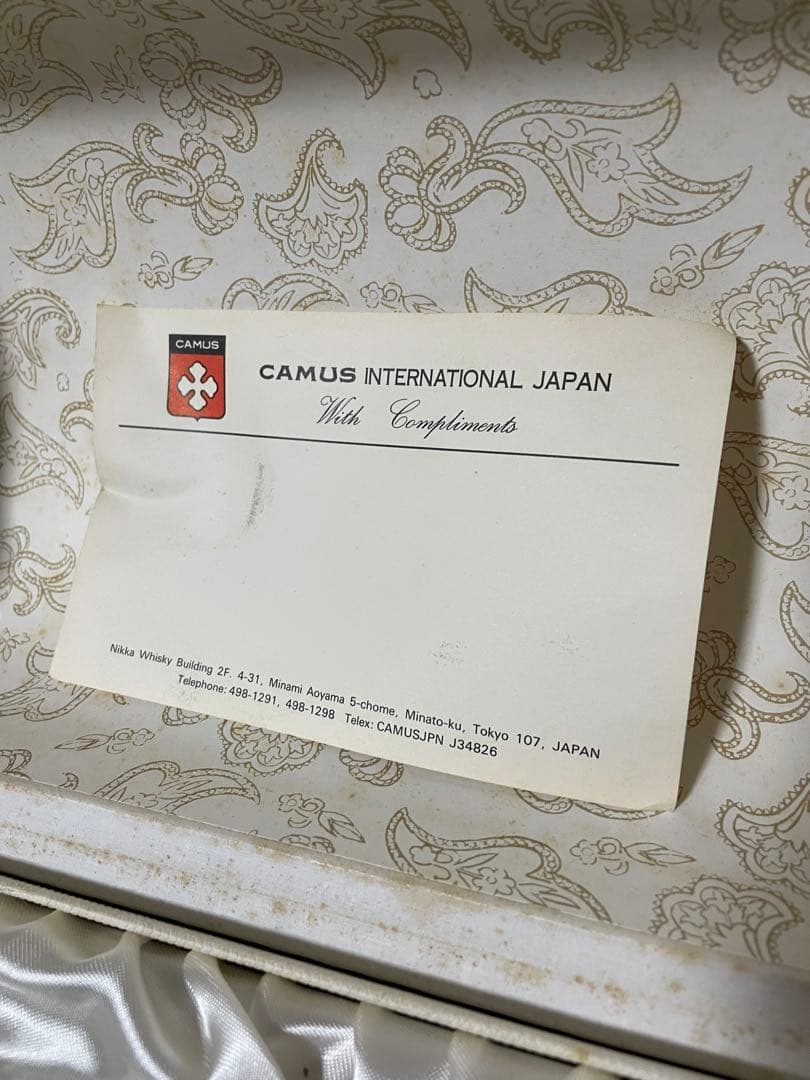 CAMUS
CAMUS INTERNATIONAL JAPAN
With Compliments
Nikka Whisky Building 2F. 4-31, Minami Aoyama 5-chome, Minato-ku, Tokyo 107, JAPAN
Telephone: 498-1291, 498-1298 Telex: CAMUSJPN J34826